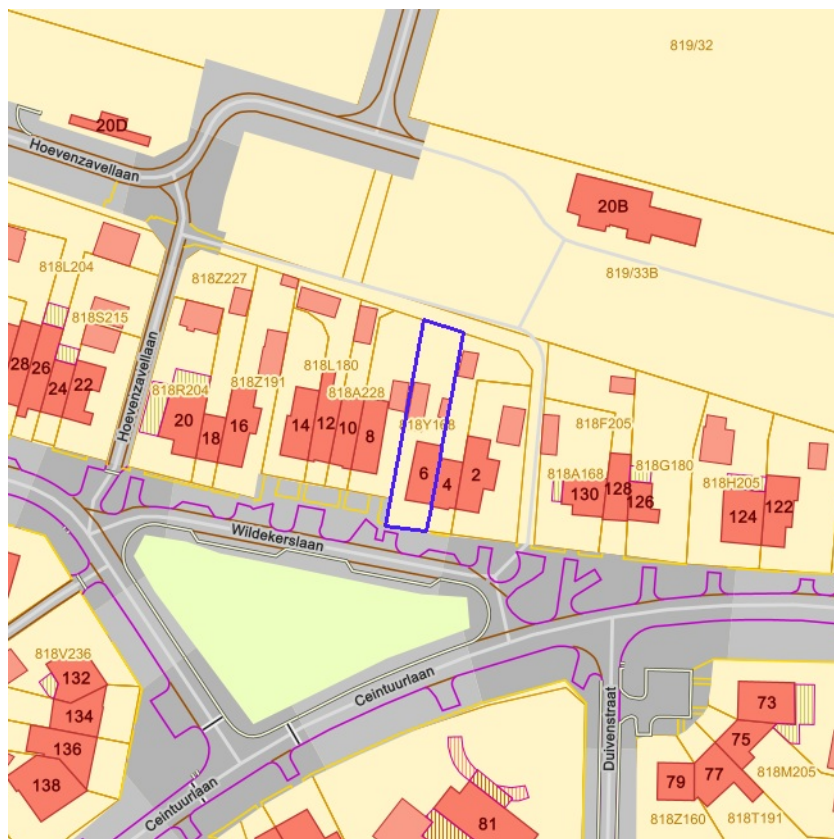 819/32
20D
Hoevenzavellaan
20B
819/33B
818L204
818Z227
818S215
28
26
24
22
Hoevenzavellaan
818R204
818Z191
818L180
818A228
20
18
16
14
12
10
8
818Y168
6
4
2
818F205
818A168
818G180
818H205
130
128
126
124
122
Wildekerslaan
Ceintuurlaan
Duivenstraat
818V236
132
134
136
138
Ceintuurlaan
81
73
75
77
79
818M205
818Z160
818T191